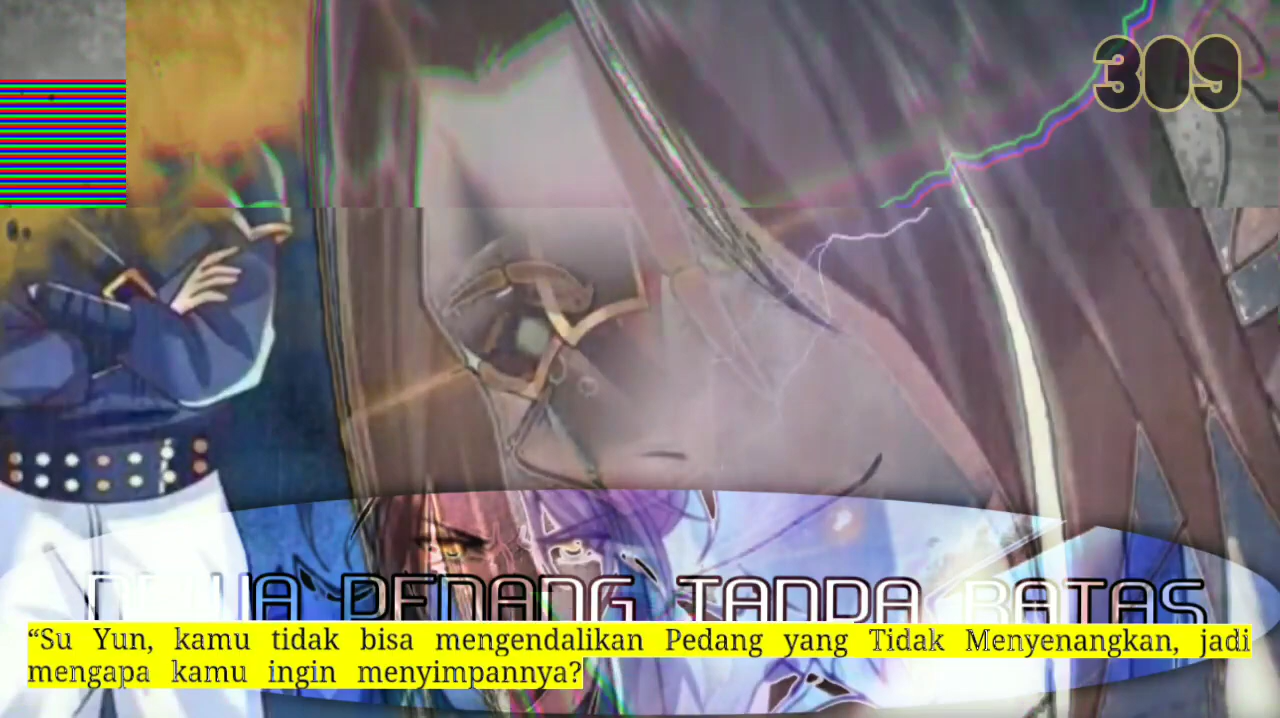 309
DEWA PEDANG TANPA BATAS
“Su Yun, kamu tidak bisa mengendalikan Pedang yang Tidak Menyenangkan, jadi
mengapa kamu ingin menyimpannya?